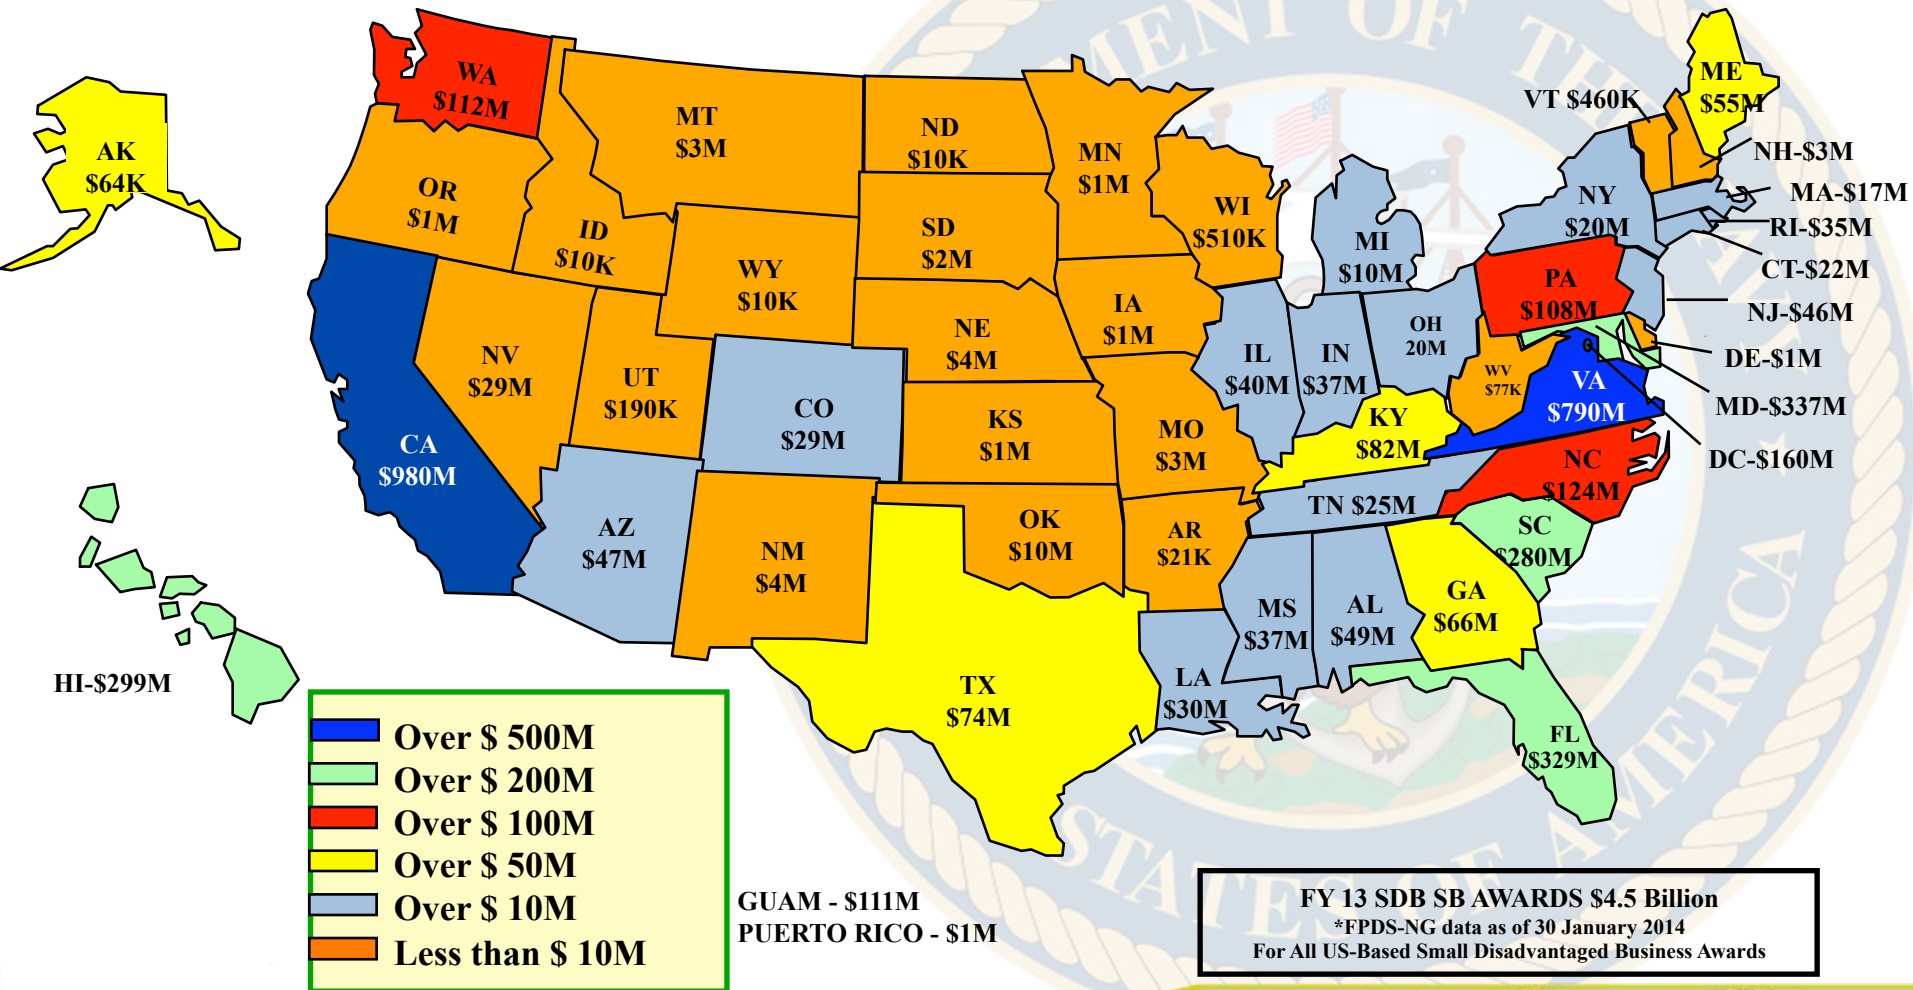 WA
$112M
MT
$3M
ND
$10K
MN
$1M
VT $460K
ME
$55M
AK
$64K
OR
$1M
ID
$10K
SD
$2M
WI
$510K
MI
$10M
NY
$20M
NH-$3M
MA-$17M
RI-$35M
CT-$22M
NJ-$46M
WY
$10K
IA
$1M
PA
$108M
OH
20M
NE
$4M
NV
$29M
UT
$190K
CO
$29M
IL
$40M
IN
$37M
WV
$77K
VA
$790M
DE-$1M
MD-$337M
DC-$160M
CA
$980M
KS
$1M
MO
$3M
KY
$82M
NC
$124M
TN $25M
AZ
$47M
NM
$4M
OK
$10M
AR
$21K
SC
$280M
MS
$37M
AL
$49M
GA
$66M
HI-$299M
TX
$74M
LA
$30M
FL
$329M
Over $ 500M
Over $ 200M
Over $ 100M
Over $ 50M
Over $ 10M
Less than $ 10M
GUAM - $111M
PUERTO RICO - $1M
FY 13 SDB SB AWARDS $4.5 Billion
*FPDS-NG data as of 30 January 2014
For All US-Based Small Disadvantaged Business Awards
STATES OF AMERICA